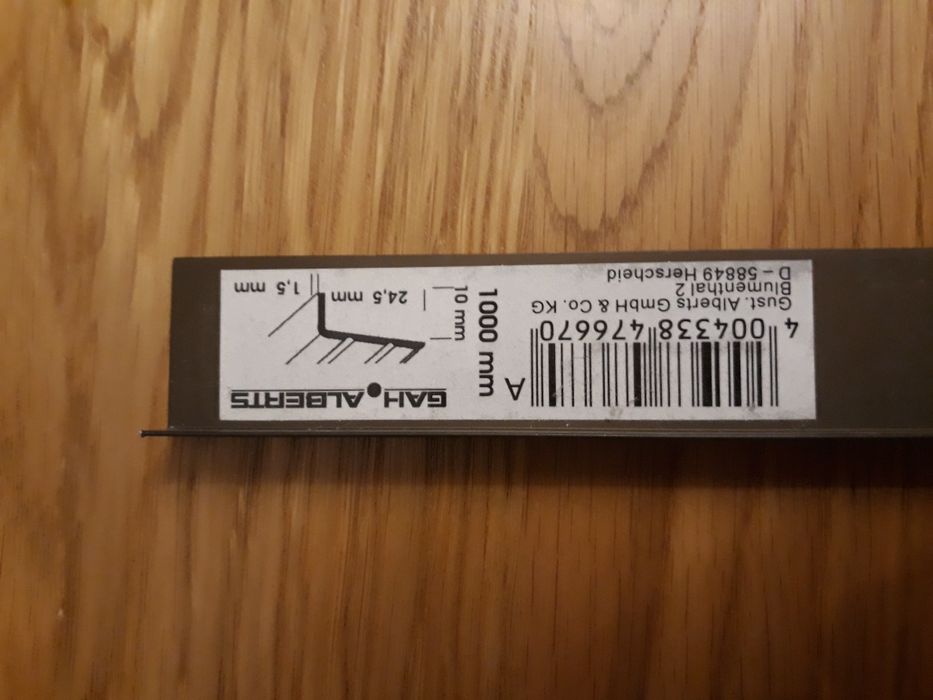 GAH.ALBERTS
10 mm
24,5 mm
1,5 mm
1000 mm
A
4 004338 476670
Gust. Alberts GmbH & Co. KG
Blumenthal 2
D – 58849 Herscheid